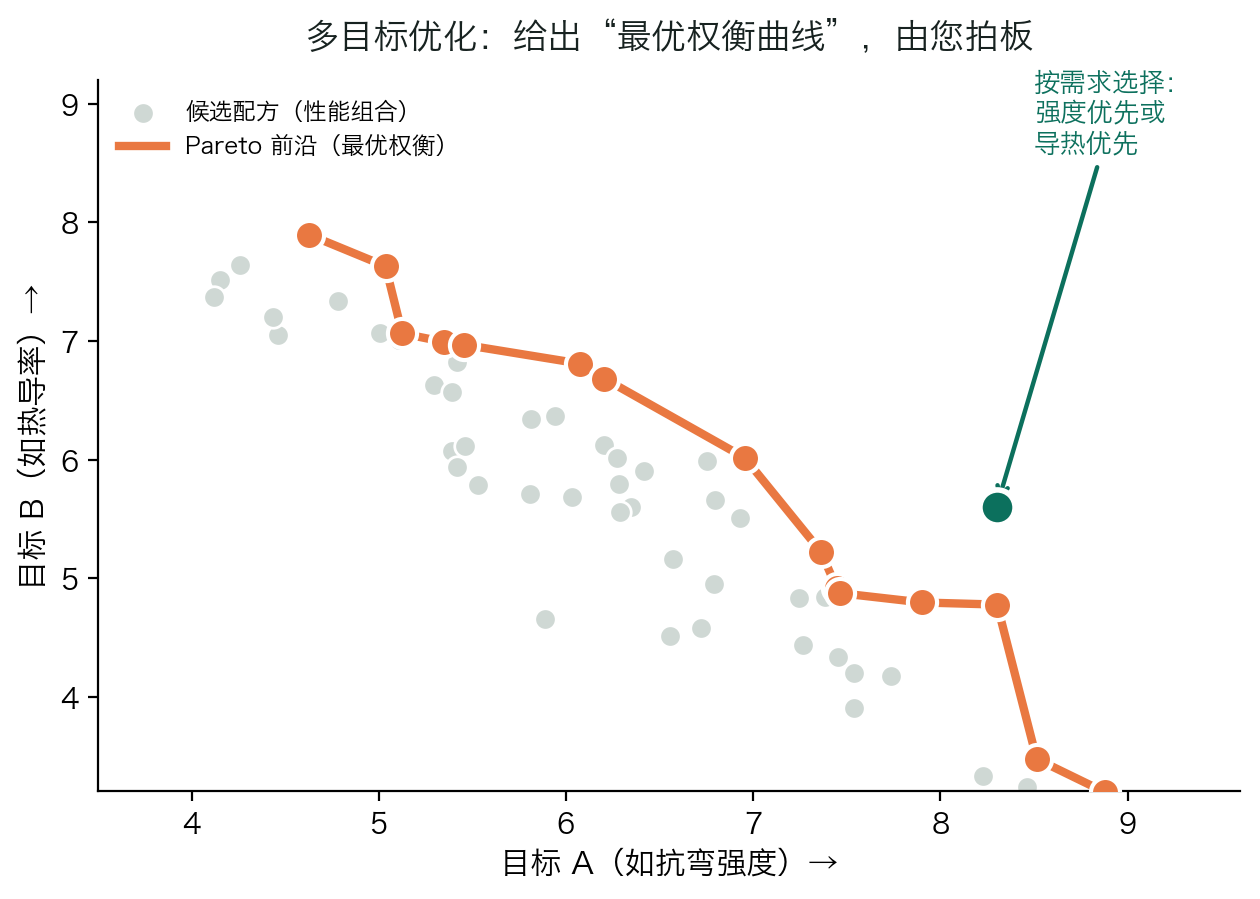 多目标优化：给出“最优权衡曲线”，由您拍板
按需求选择：
强度优先或
导热优先
候选配方（性能组合）
Pareto 前沿（最优权衡）
9
8
7
6
5
4
目标 B（如热导率）→
4 5 6 7 8 9
目标 A（如抗弯强度）→